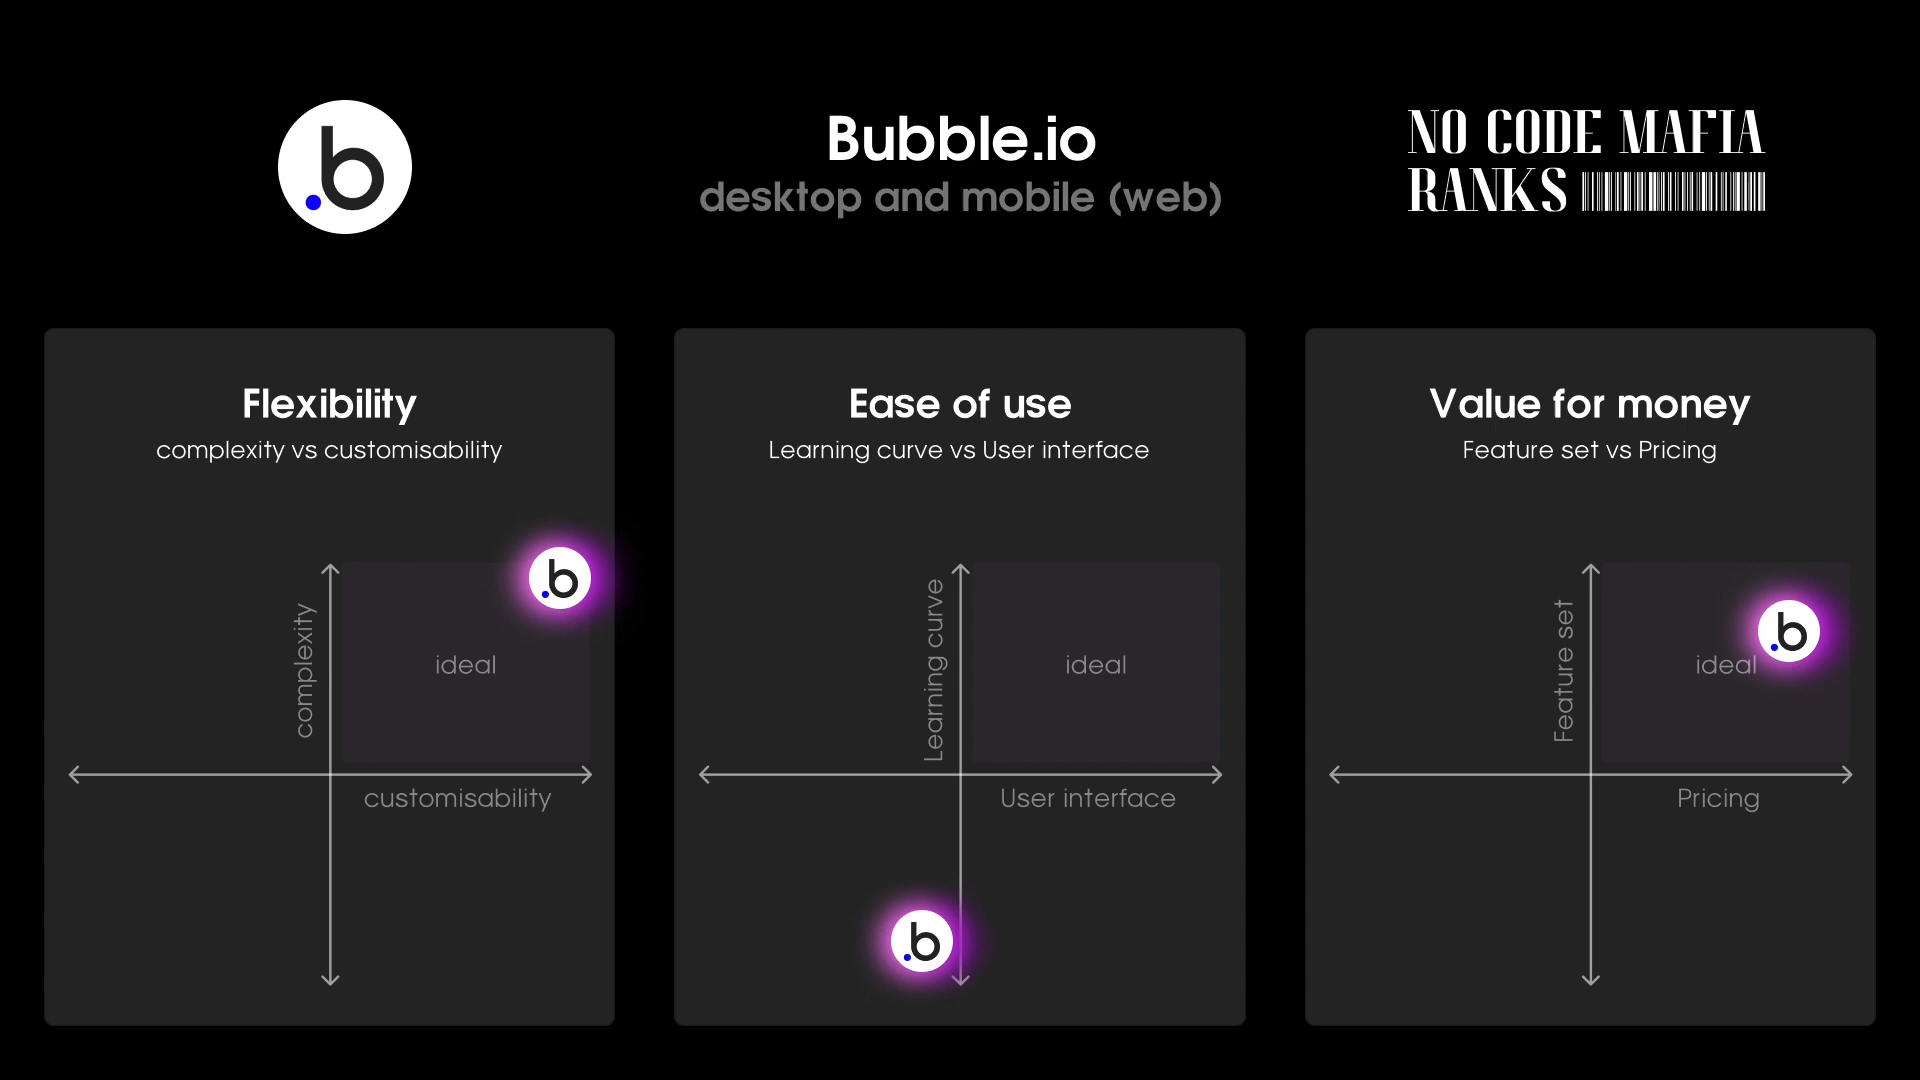 .b
Bubble.io
desktop and mobile (web)
NO CODE MAFIA
RANKS
Flexibility
complexity vs customisability
complexity
ideal
.b
customisability
Ease of use
Learning curve vs User interface
Learning curve
ideal
User interface
.b
Value for money
Feature set vs Pricing
Feature set
ideal
.b
Pricing